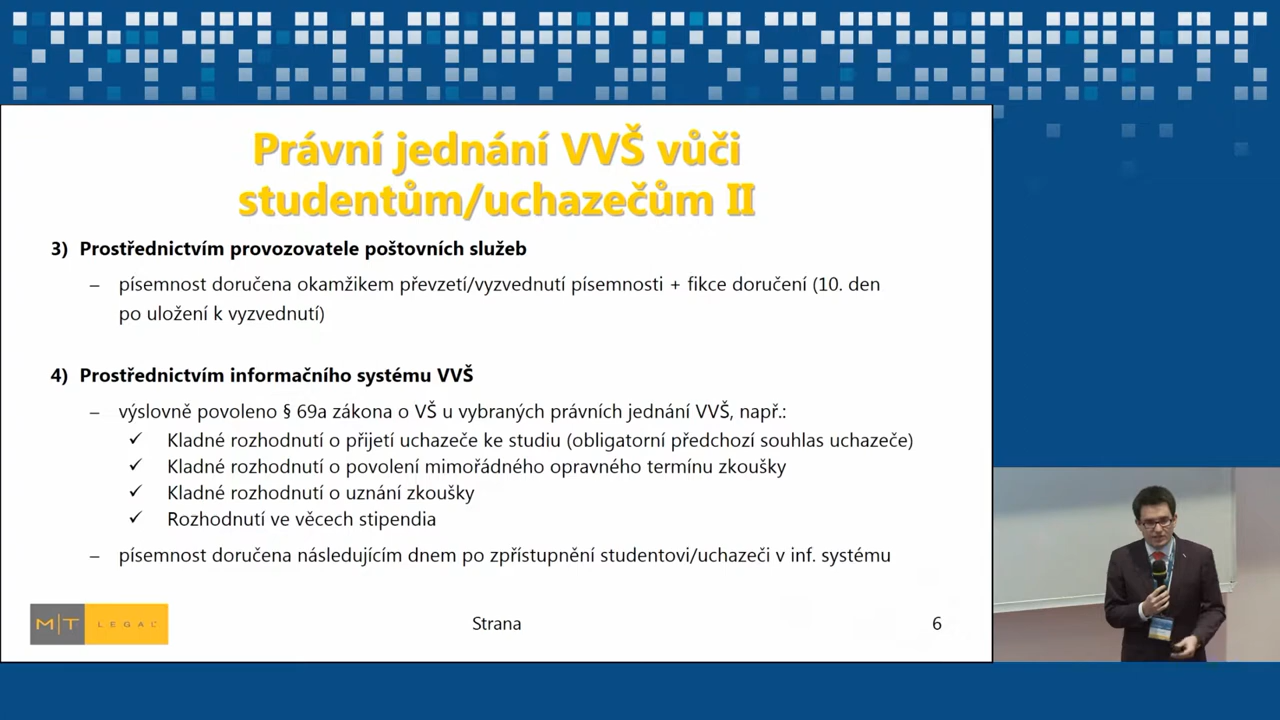 Právní jednání VVŠ vůči
studentům/uchazečům II
3) Prostřednictvím provozovatele poštovních služeb
– písemnost doručena okamžikem převzetí/vyzvednutí písemnosti + fikce doručení (10. den
po uložení k vyzvednutí)
4) Prostřednictvím informačního systému VVŠ
– výslovně povoleno § 69a zákona o VŠ u vybraných právních jednání VVŠ, např.:
✓ Kladné rozhodnutí o přijetí uchazeče ke studiu (obligatorní předchozí souhlas uchazeče)
✓ Kladné rozhodnutí o povolení mimořádného opravného termínu zkoušky
✓ Kladné rozhodnutí o uznání zkoušky
✓ Rozhodnutí ve věcech stipendia
– písemnost doručena následujícím dnem po zpřístupnění studentovi/uchazeči v inf. systému
M|T LEGAL
Strana
6